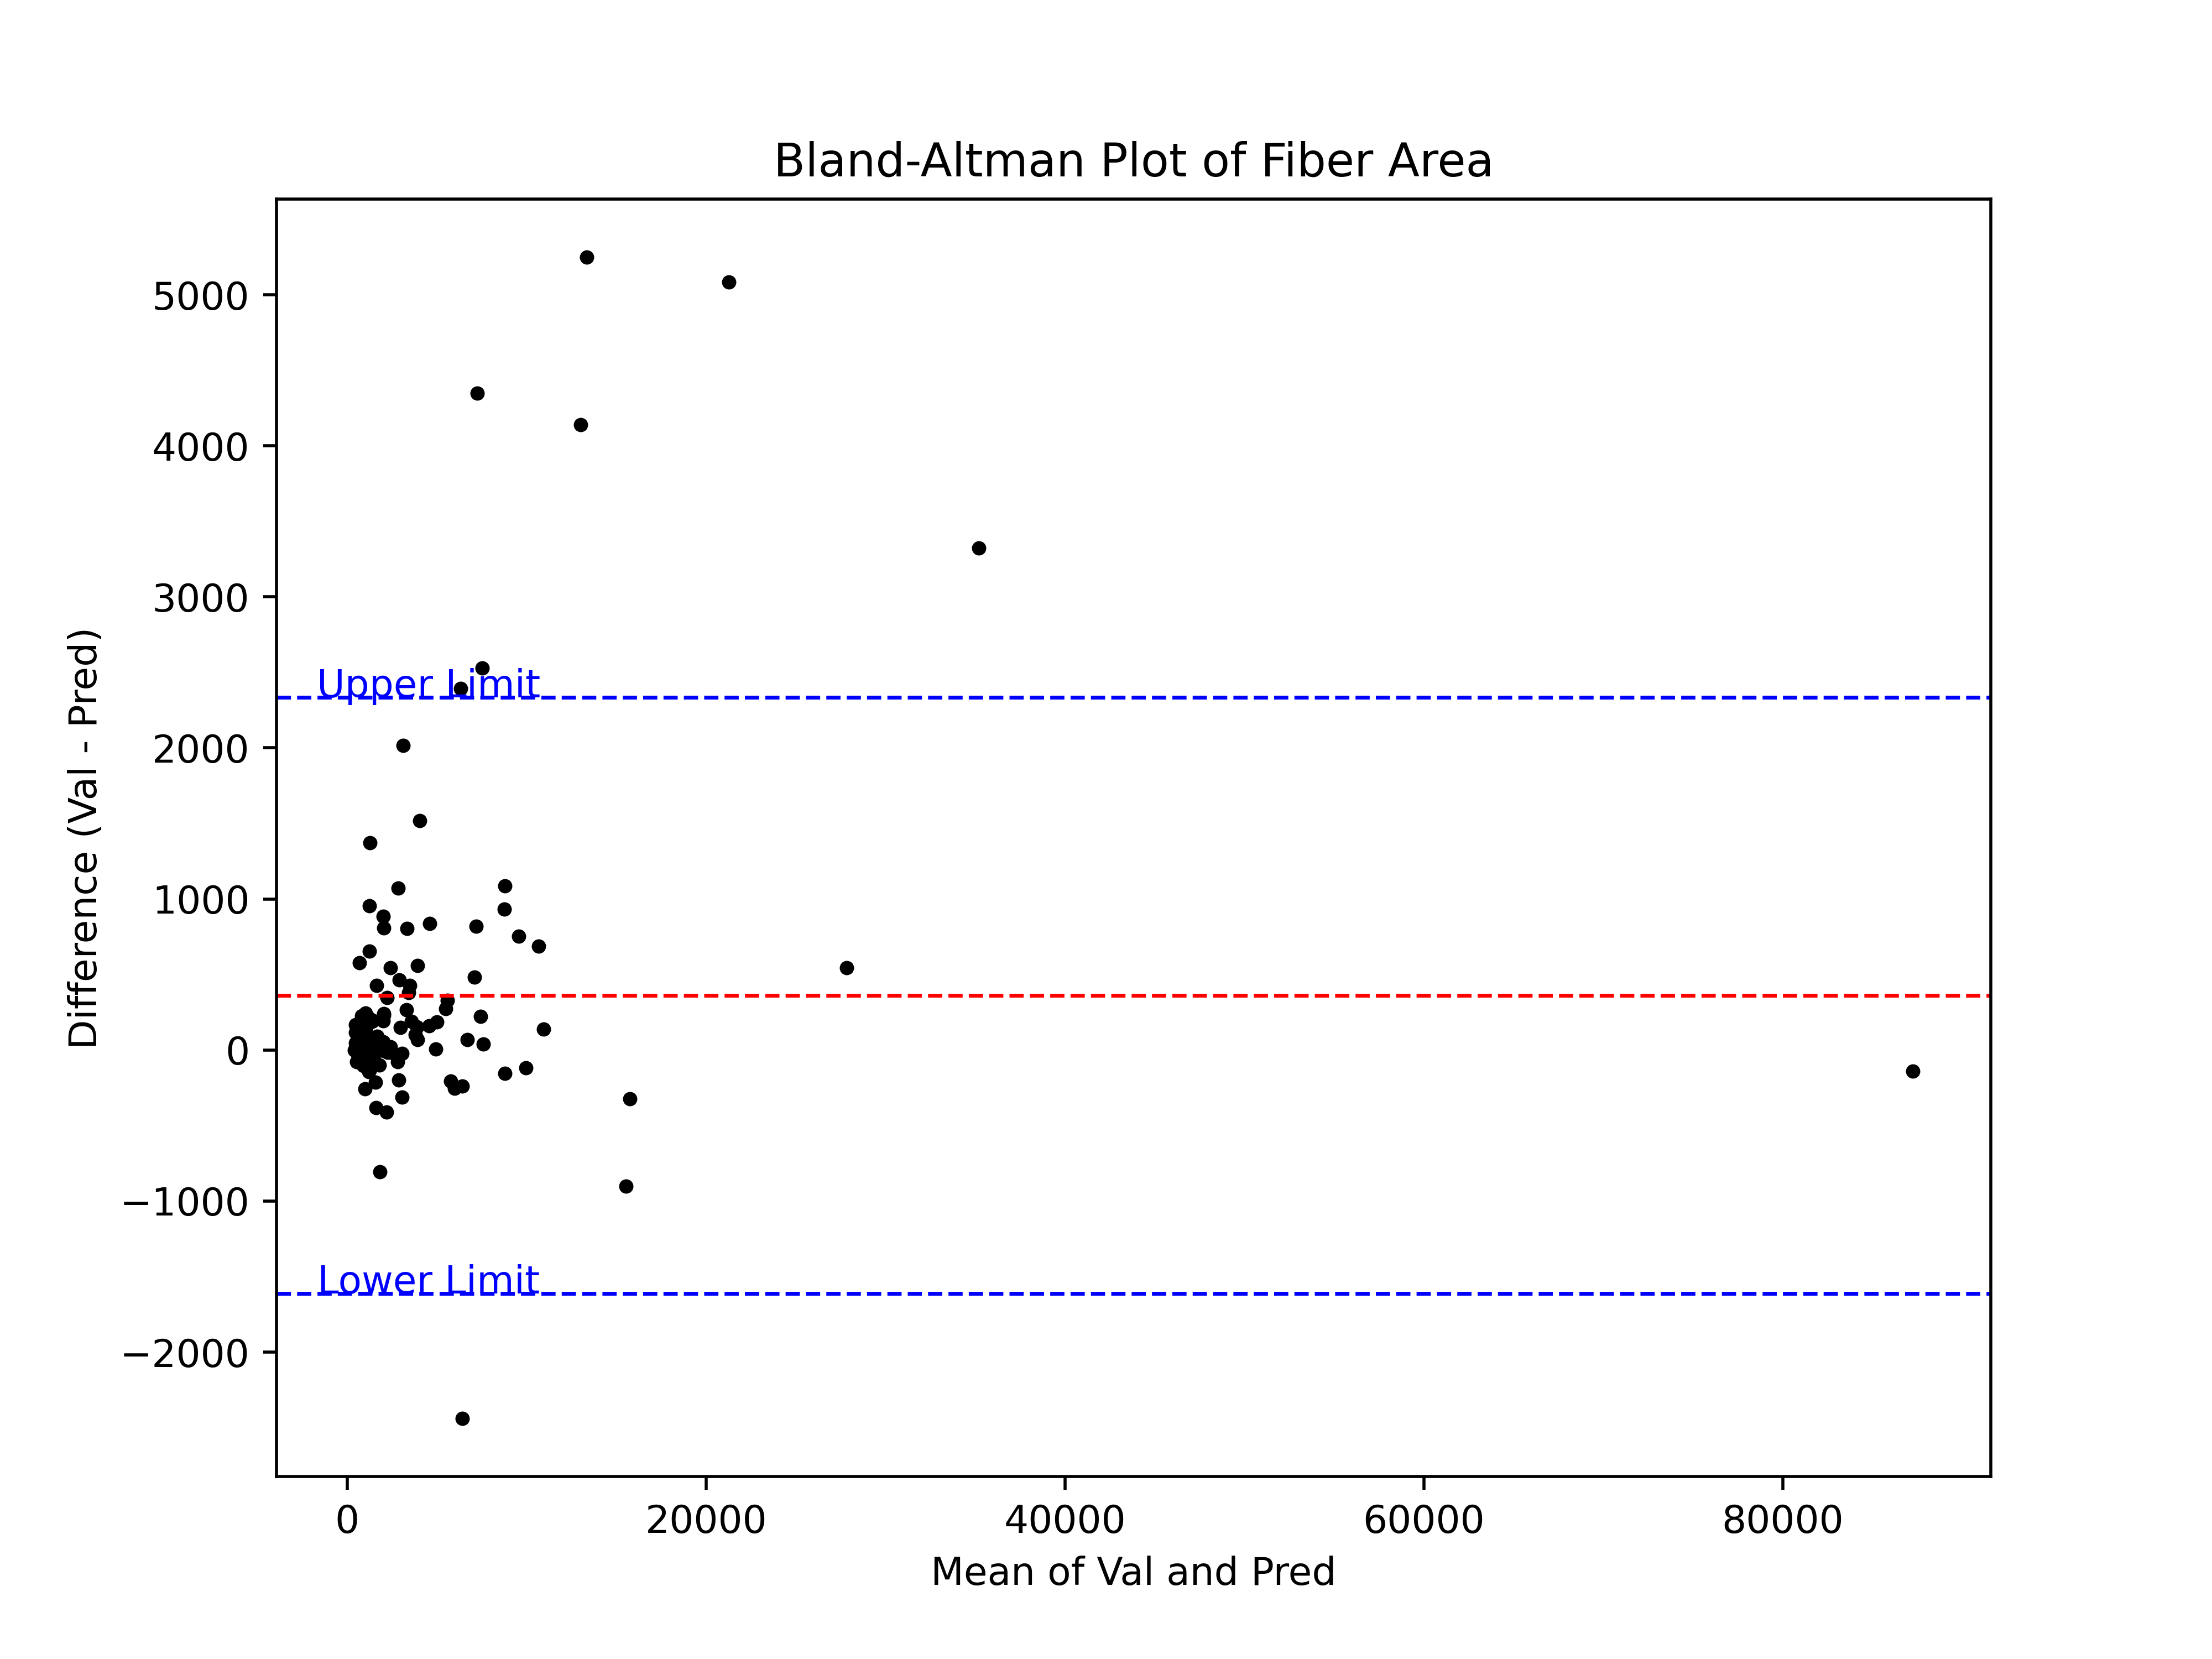 Bland-Altman Plot of Fiber Area
Difference (Val - Pred)
5000
4000
3000
2000
1000
0
−1000
−2000
Upper Limit
Lower Limit
0 20000 40000 60000 80000
Mean of Val and Pred